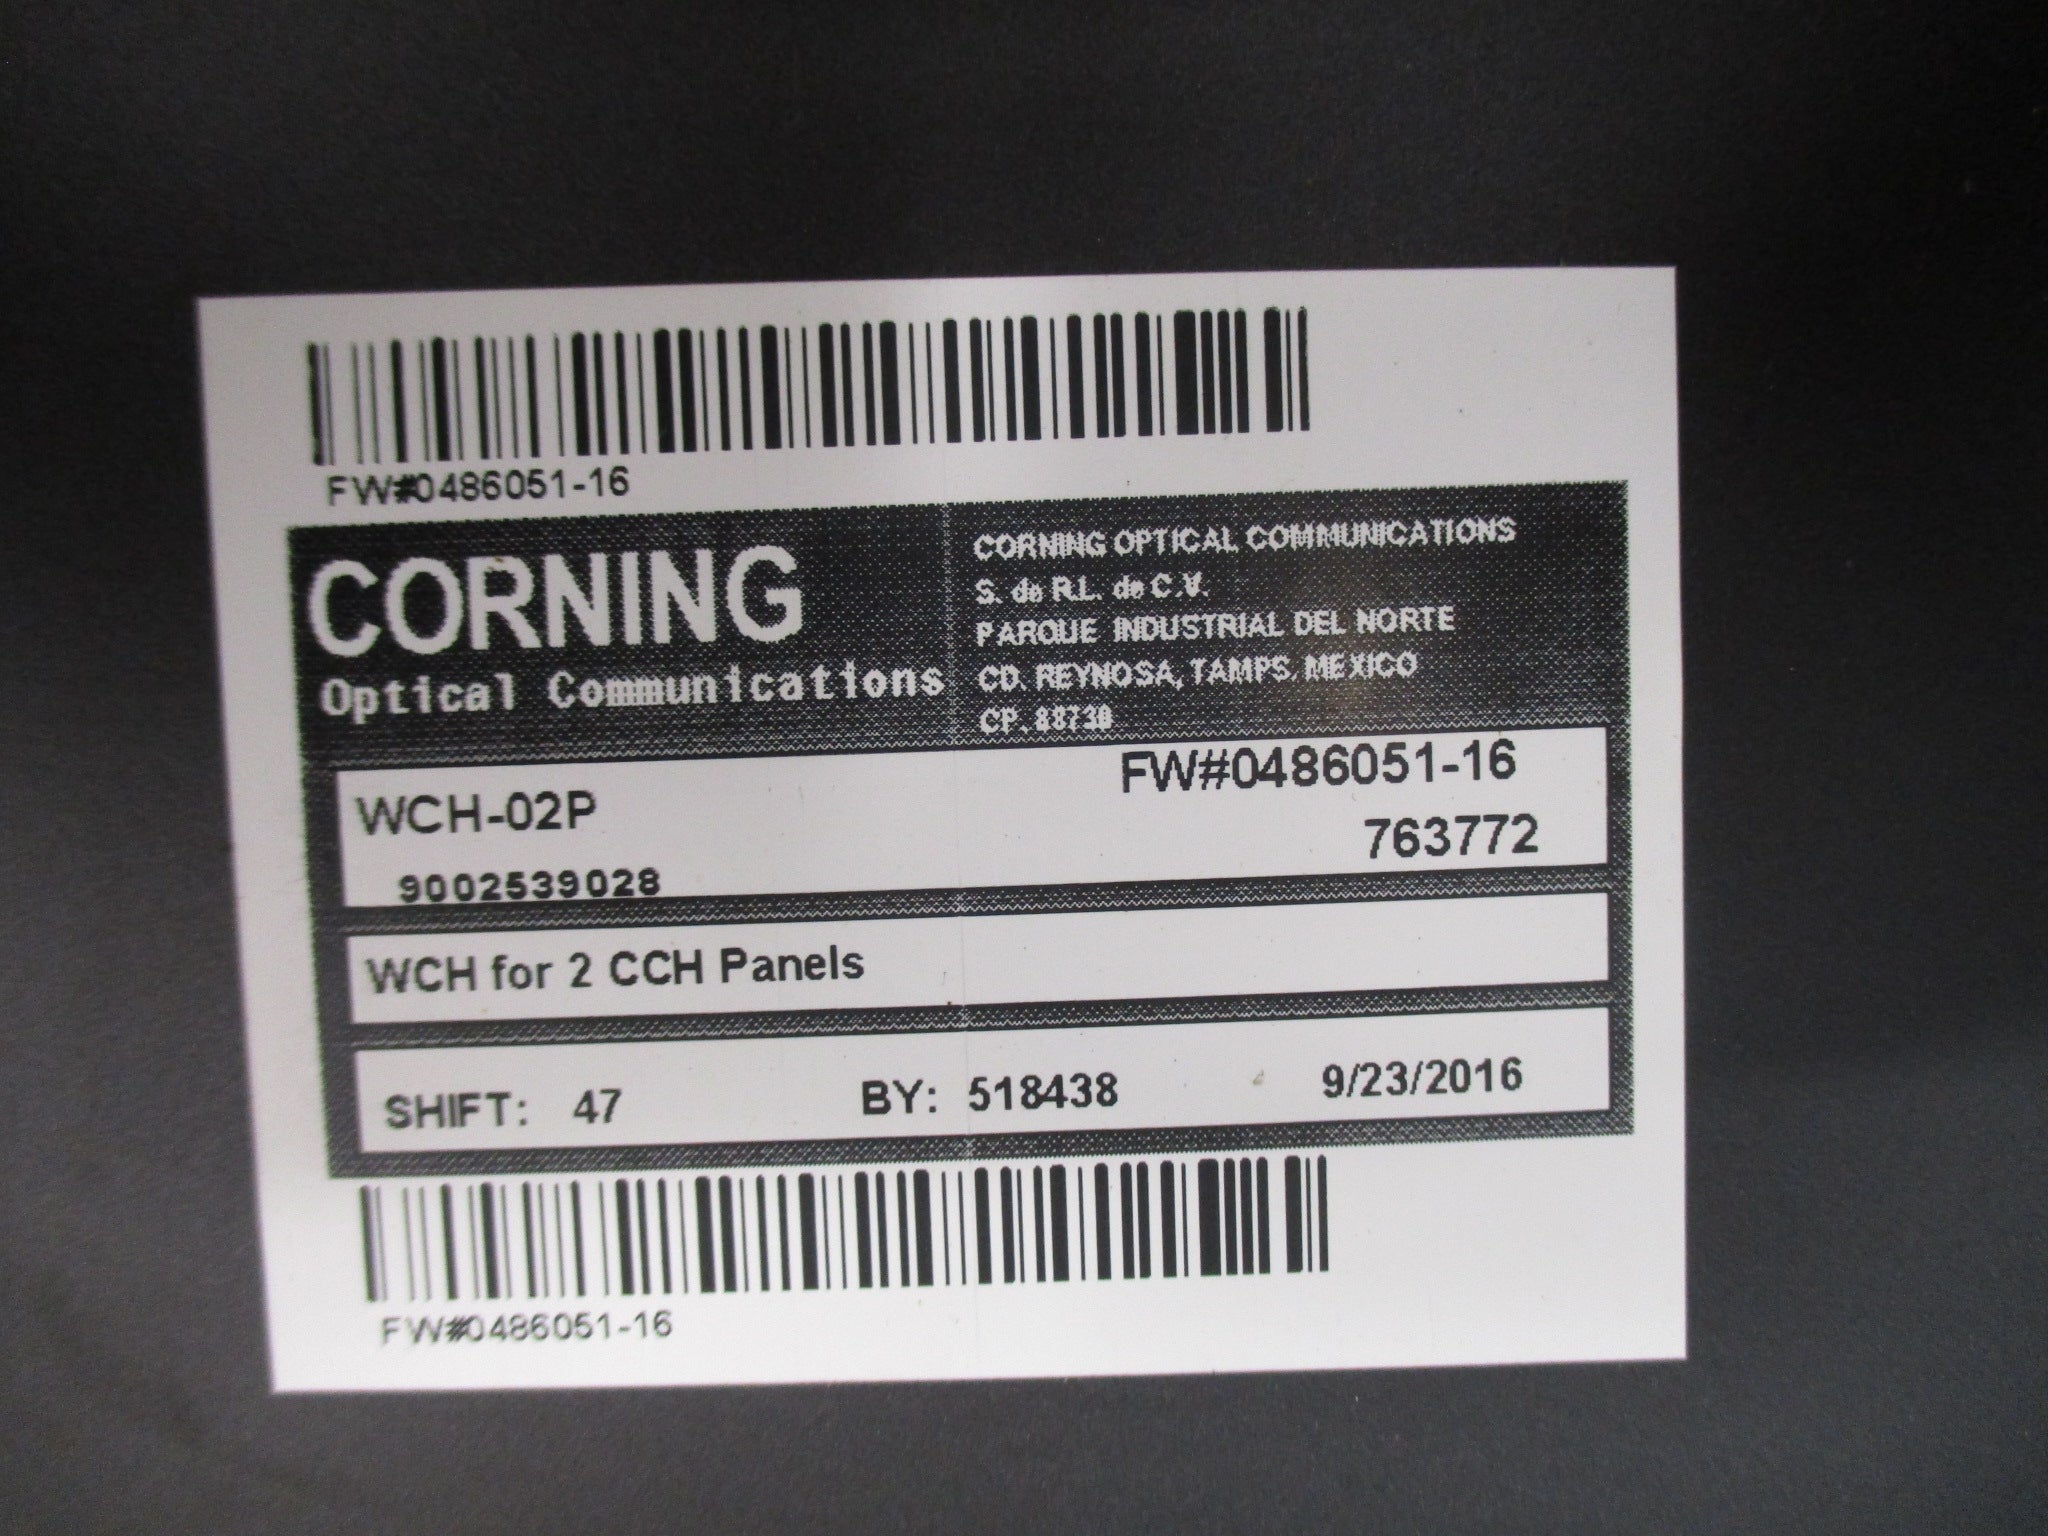 FW#0486051-16
CORNING
Optical Communications
CORNING OPTICAL COMMUNICATIONS
S. de R.L. de C.V.
PARQUE INDUSTRIAL DEL NORTE
CD. REYNOSA, TAMPS. MEXICO
CP. 88730
WCH-02P
FW#0486051-16
763772
9002539028
WCH for 2 CCH Panels
SHIFT: 47 BY: 518438 9/23/2016
FW#0486051-16